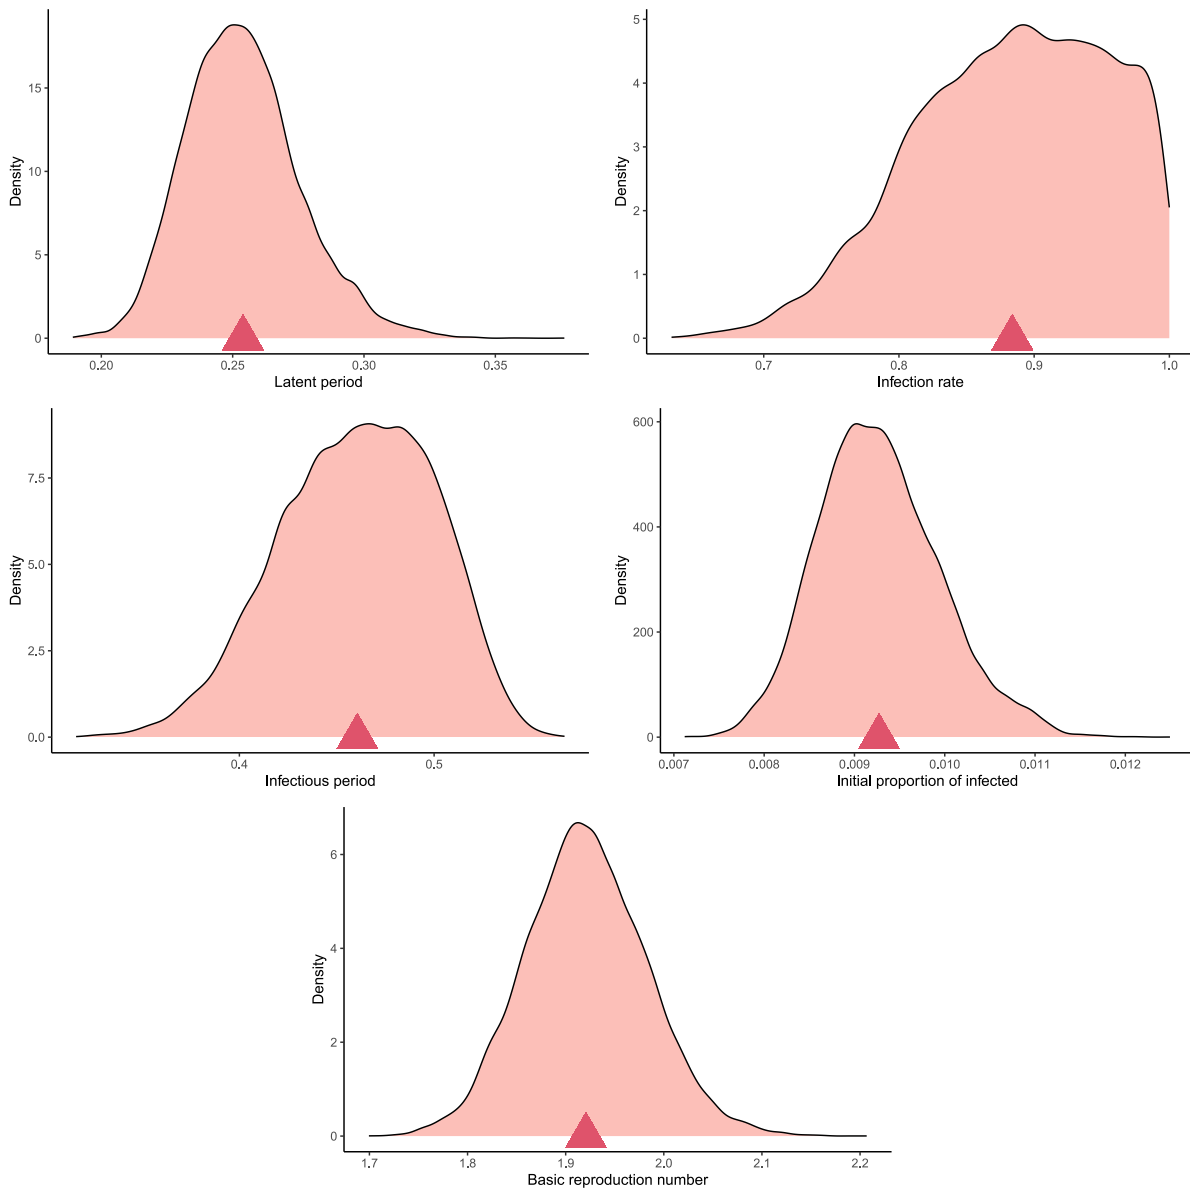 Density
15
10
5
0
0.20 0.25 0.30 0.35
Latent period
Density
5
4
3
2
1
0
0.7 0.8 0.9 1.0
Infection rate
Density
7.5
5.0
2.5
0.0
0.4 0.5
Infectious period
Density
600
400
200
0
0.007 0.008 0.009 0.010 0.011 0.012
Initial proportion of infected
Density
6
4
2
0
1.7 1.8 1.9 2.0 2.1 2.2
Basic reproduction number